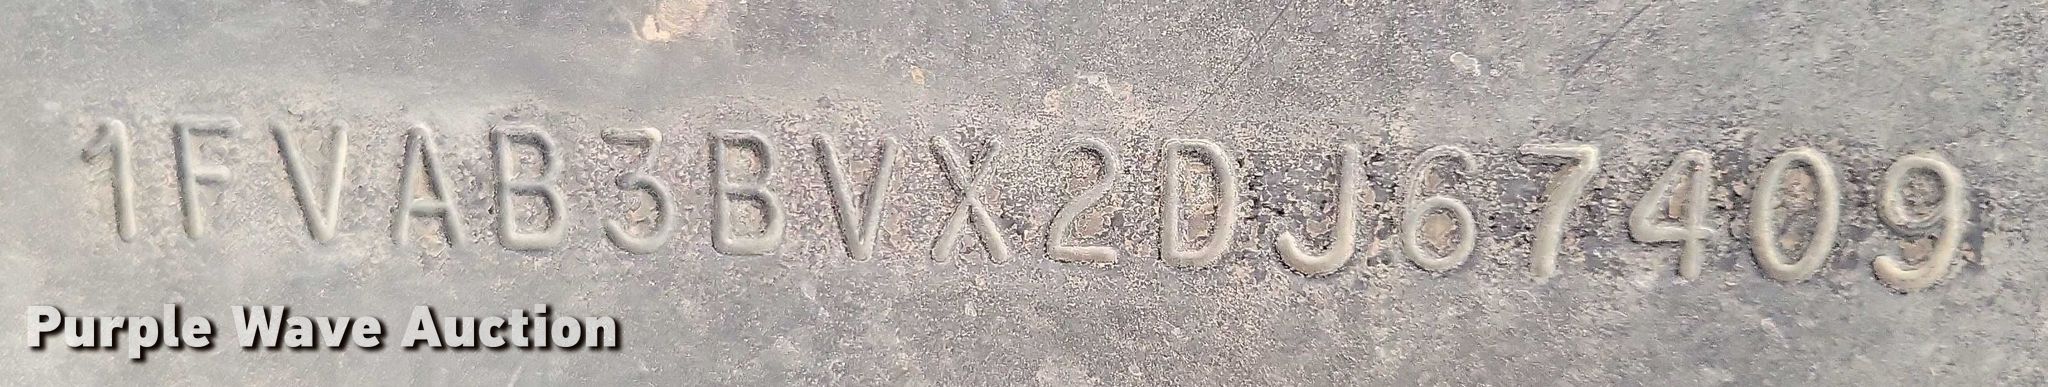 1FVAB3BVX2DJ67409
Purple Wave Auction